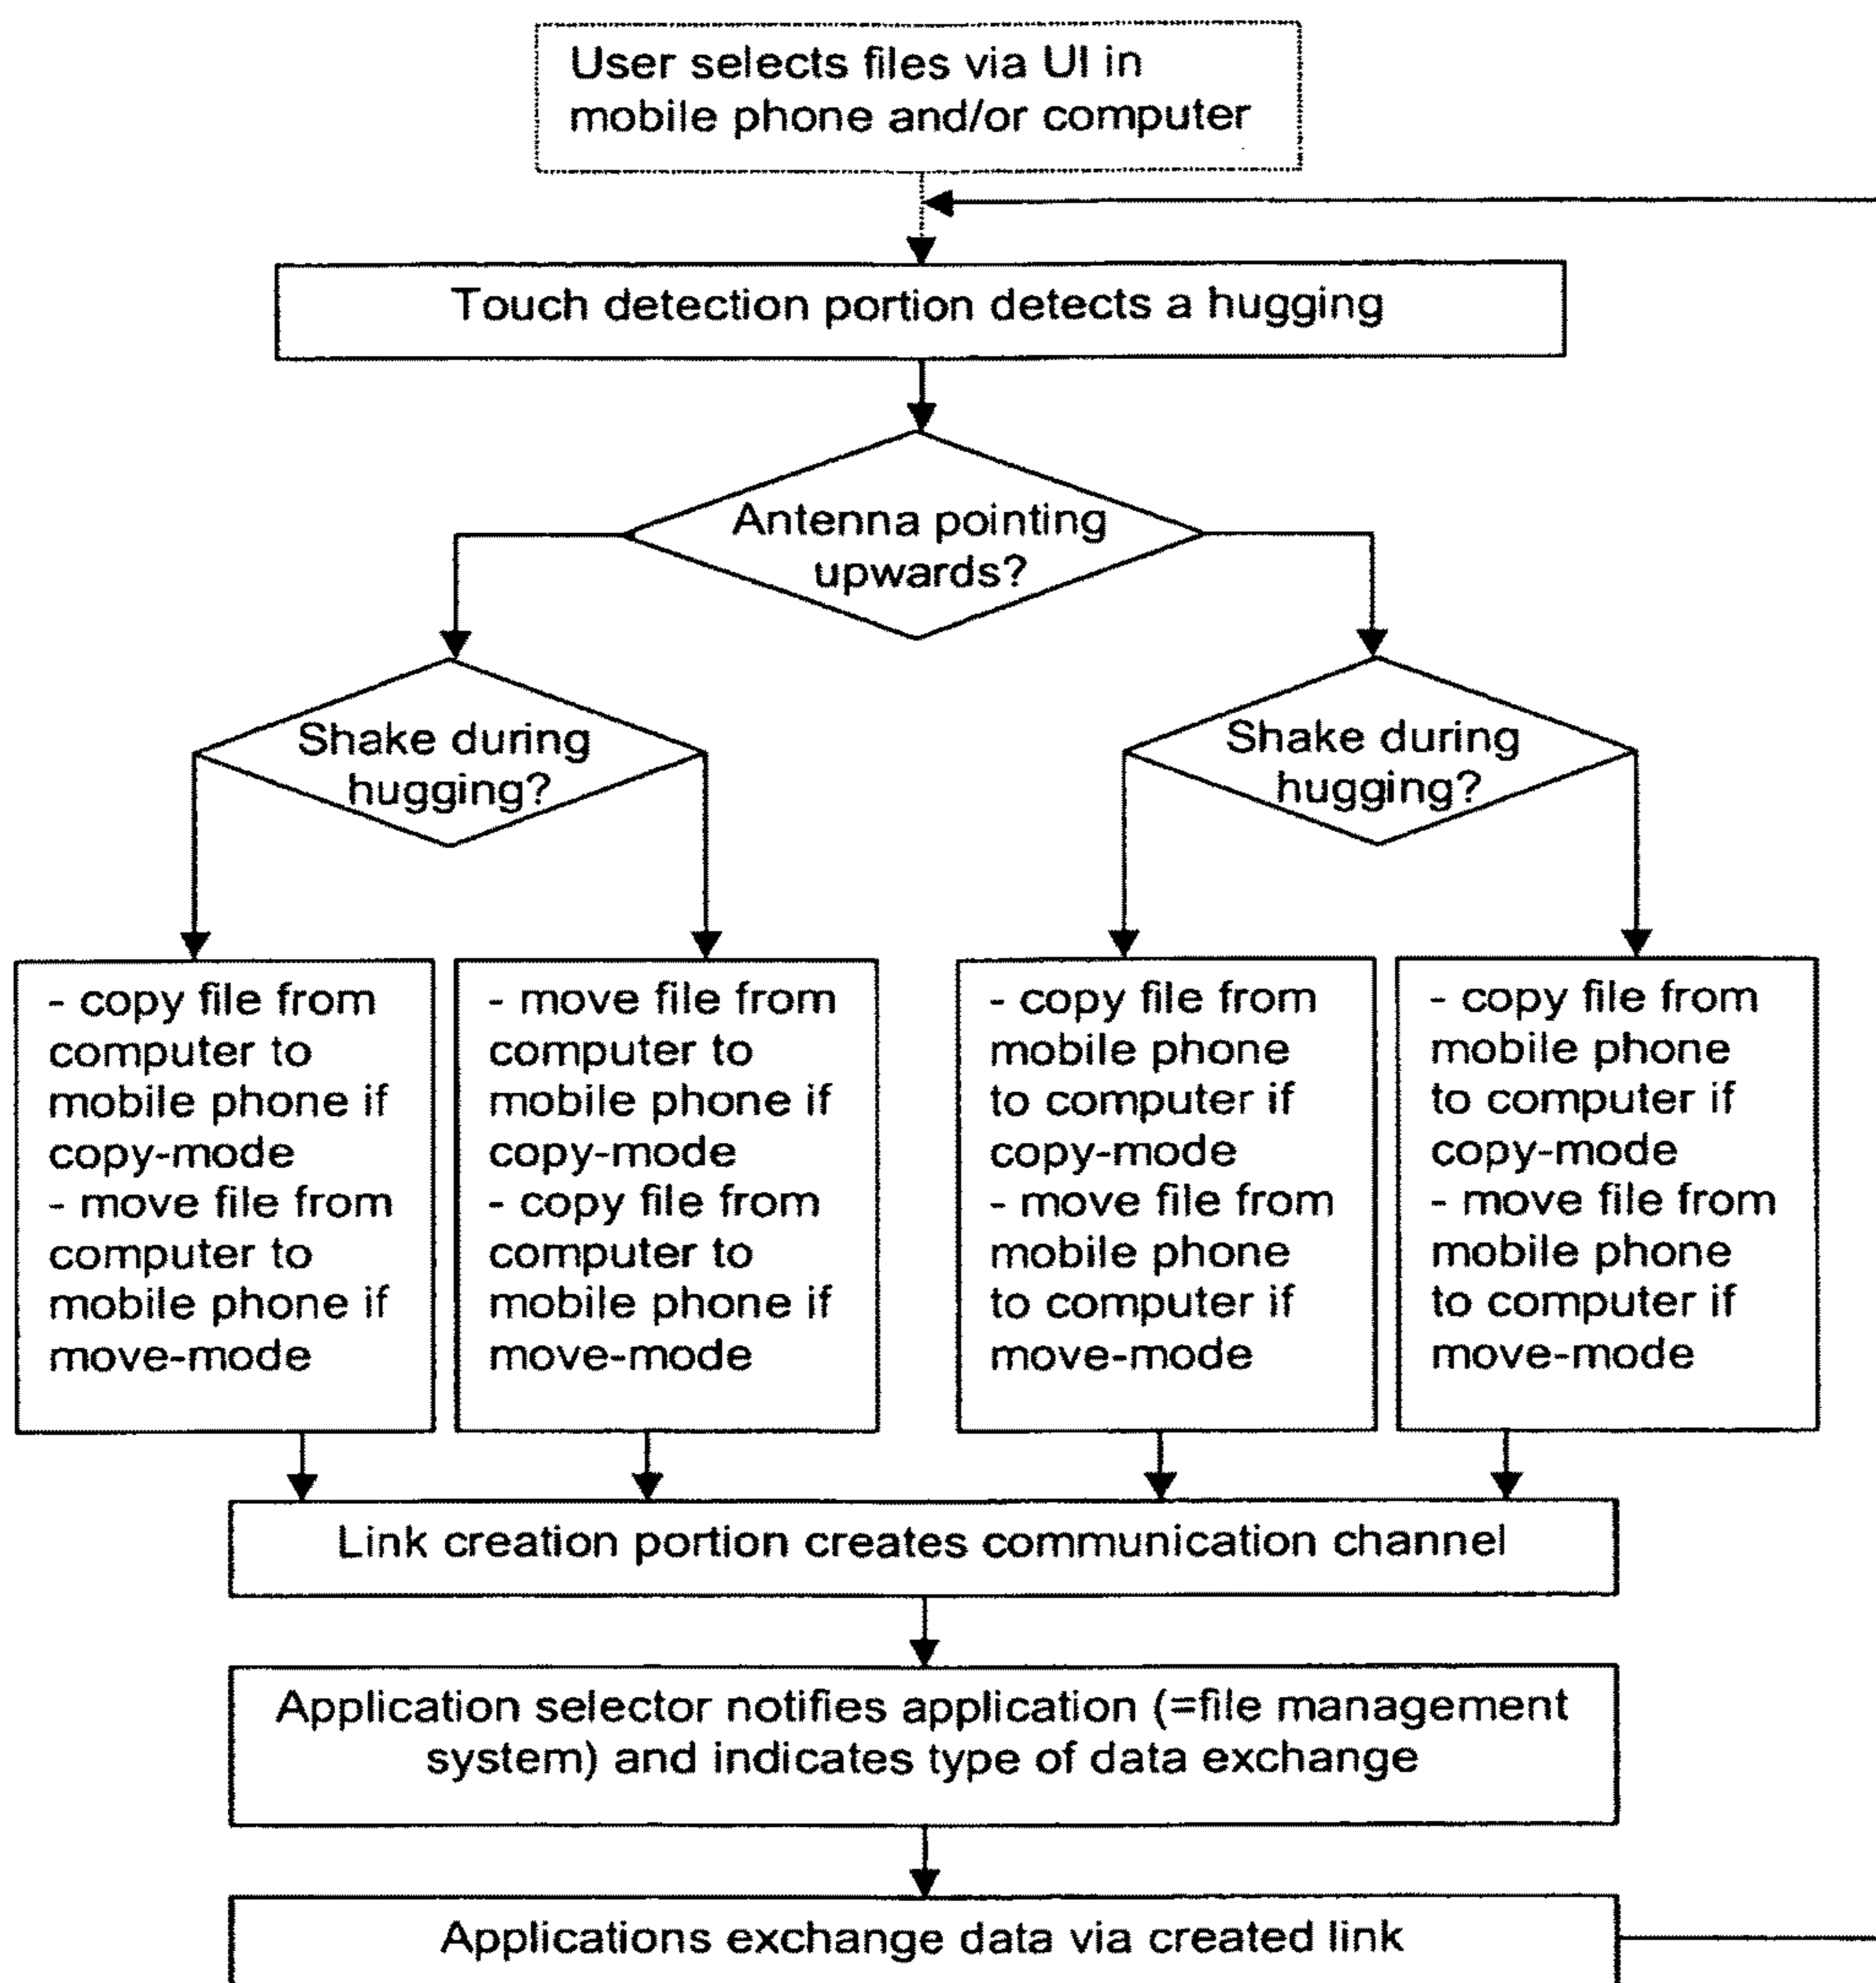 User selects files via UI in
mobile phone and/or computer
Touch detection portion detects a hugging
Antenna pointing
upwards?
Shake during
hugging?
Shake during
hugging?
- copy file from
computer to
mobile phone if
copy-mode
- move file from
computer to
mobile phone if
move-mode
- move file from
computer to
mobile phone if
copy-mode
- copy file from
computer to
mobile phone if
move-mode
- copy file from
mobile phone
to computer if
copy-mode
- move file from
mobile phone
to computer if
move-mode
- copy file from
mobile phone
to computer if
copy-mode
- move file from
mobile phone
to computer if
move-mode
Link creation portion creates communication channel
Application selector notifies application (=file management
system) and indicates type of data exchange
Applications exchange data via created link